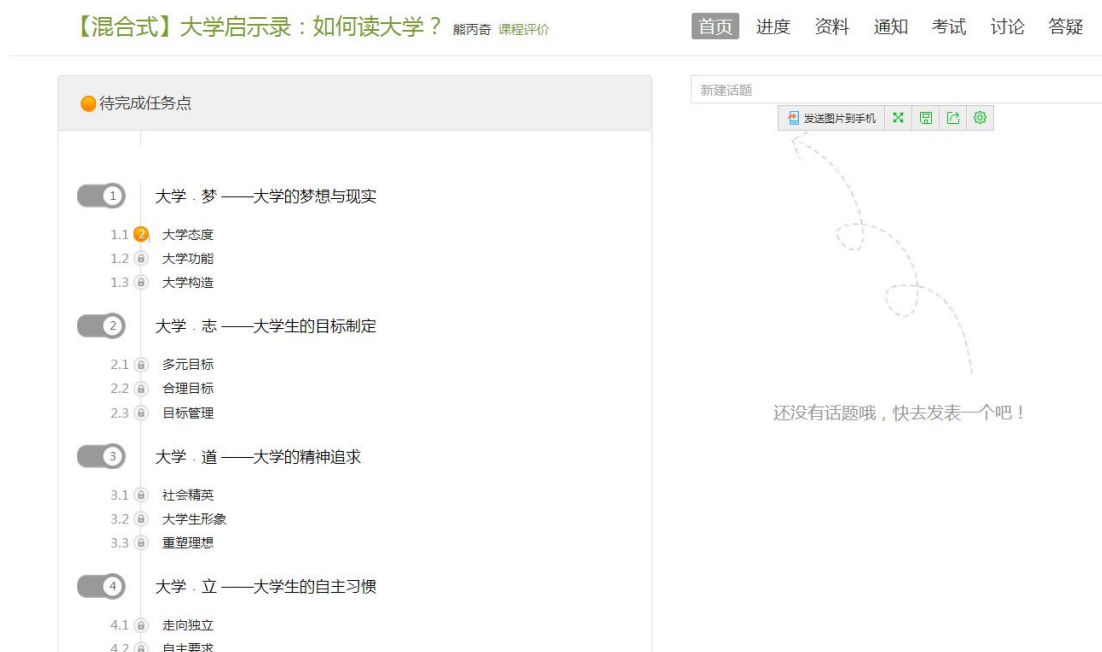 【混合式】大学启示录：如何读大学？ 熊丙奇 课程评价
首页 进度 资料 通知 考试 讨论 答疑
待完成任务点
1 大学 . 梦 ——大学的梦想与现实
1.1 2 大学态度
1.2 大学功能
1.3 大学构造
2 大学 . 志 ——大学生的目标制定
2.1 多元目标
2.2 合理目标
2.3 目标管理
3 大学 . 道 ——大学的精神追求
3.1 社会精英
3.2 大学生形象
3.3 重塑理想
4 大学 . 立 ——大学生的自主习惯
4.1 走向独立
4.2 自主要求
新建话题
发送图片到手机
还没有话题哦，快去发表一个吧！